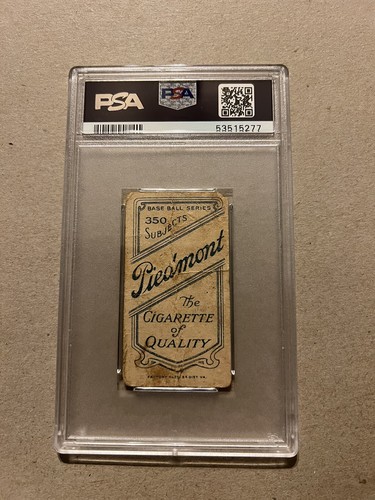 PSA
PSA
53515277
BASE BALL SERIES
350
SUBJECTS
Piedmont
The
CIGARETTE
of
QUALITY